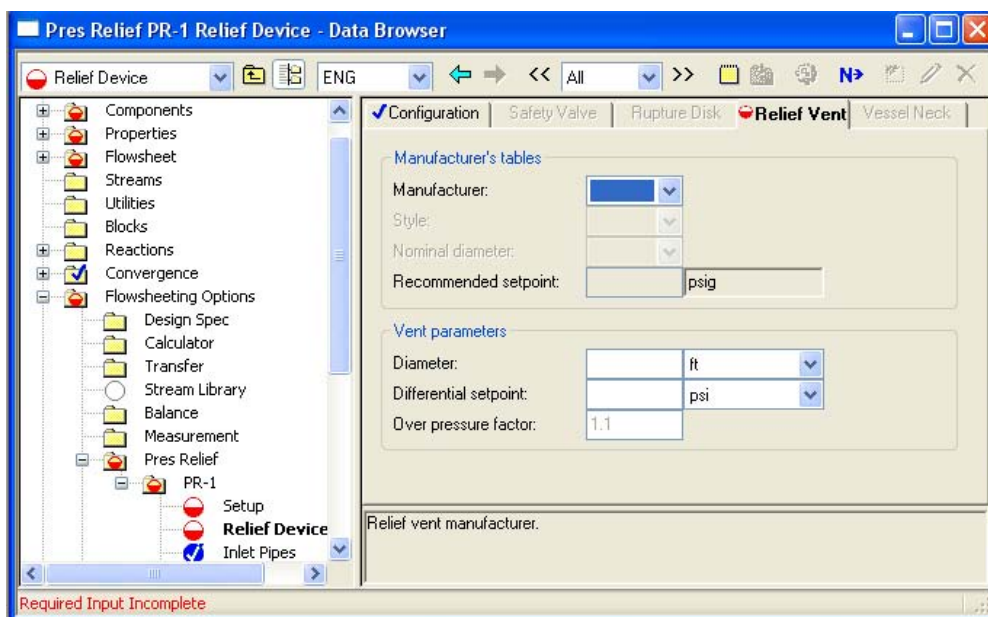 Pres Relief PR-1 Relief Device - Data Browser
Relief Device ENG << All >> N→
Components
Properties
Flowsheet
Streams
Utilities
Blocks
Reactions
Convergence
Flowsheeting Options
Design Spec
Calculator
Transfer
Stream Library
Balance
Measurement
Pres Relief
PR-1
Setup
Relief Device
Inlet Pipes
Configuration Safety Valve Rupture Disk Relief Vent Vessel Neck
Manufacturer's tables
Manufacturer:
Style:
Nominal diameter:
Recommended setpoint: psig
Vent parameters
Diameter: ft
Differential setpoint: psi
Over pressure factor: 1.1
Relief vent manufacturer.
Required Input Incomplete